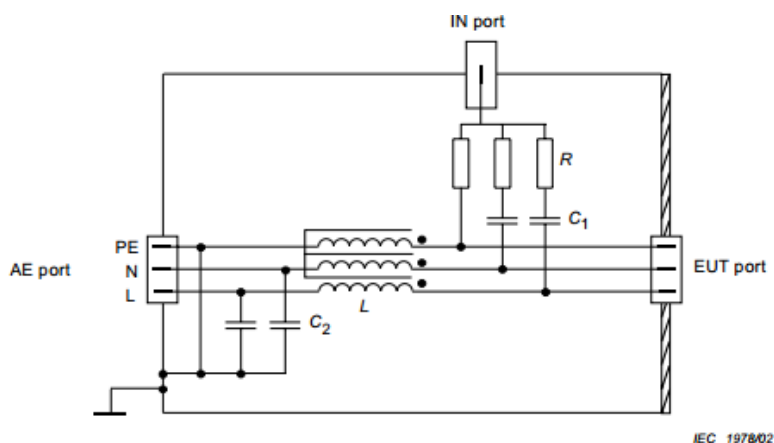 IN port
R
C1
PE
AE port
N
EUT port
L
L
C2
IEC 1978/02